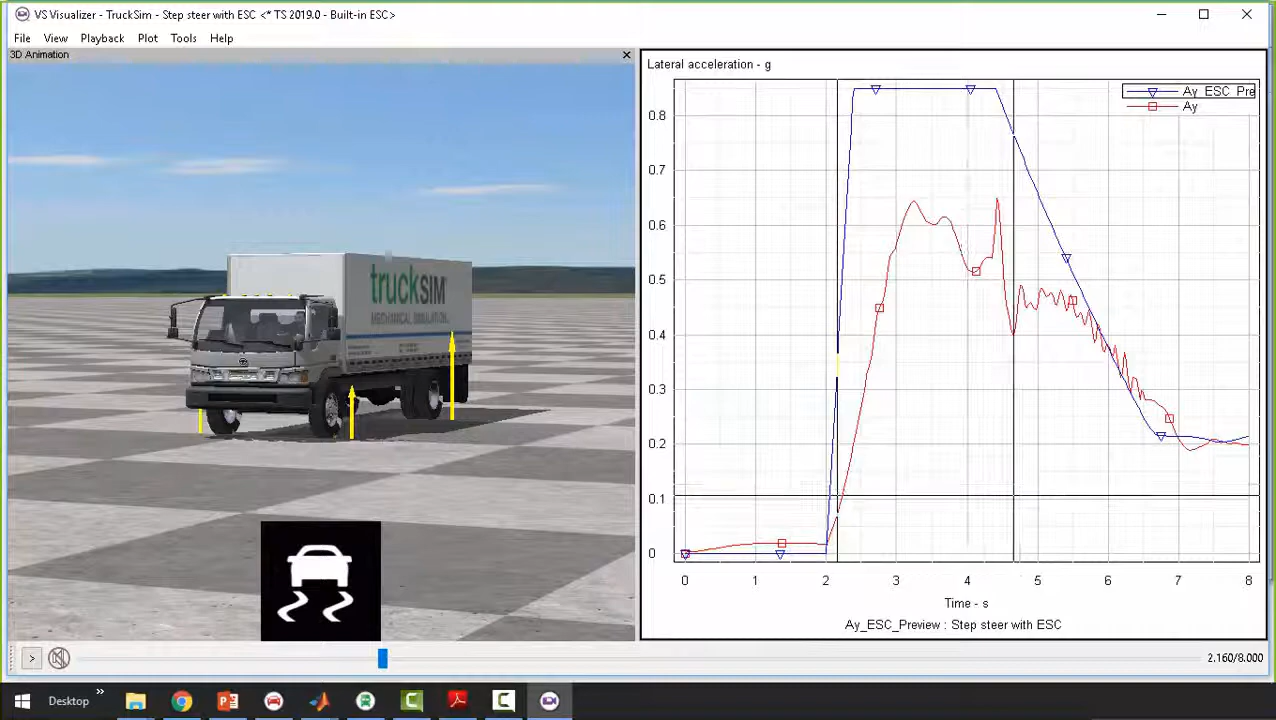 VS Visualizer - TruckSim - Step steer with ESC <* TS 2019.0 - Built-in ESC>
File View Playback Plot Tools Help
3D Animation
truckSIM
MECHANICAL SIMULATION
Lateral acceleration - g
Ay_ESC_Pre
Ay
0.8
0.7
0.6
0.5
0.4
0.3
0.2
0.1
0
0 1 2 3 4 5 6 7 8
Time - s
Ay_ESC_Preview : Step steer with ESC
2.160/8.000
Desktop